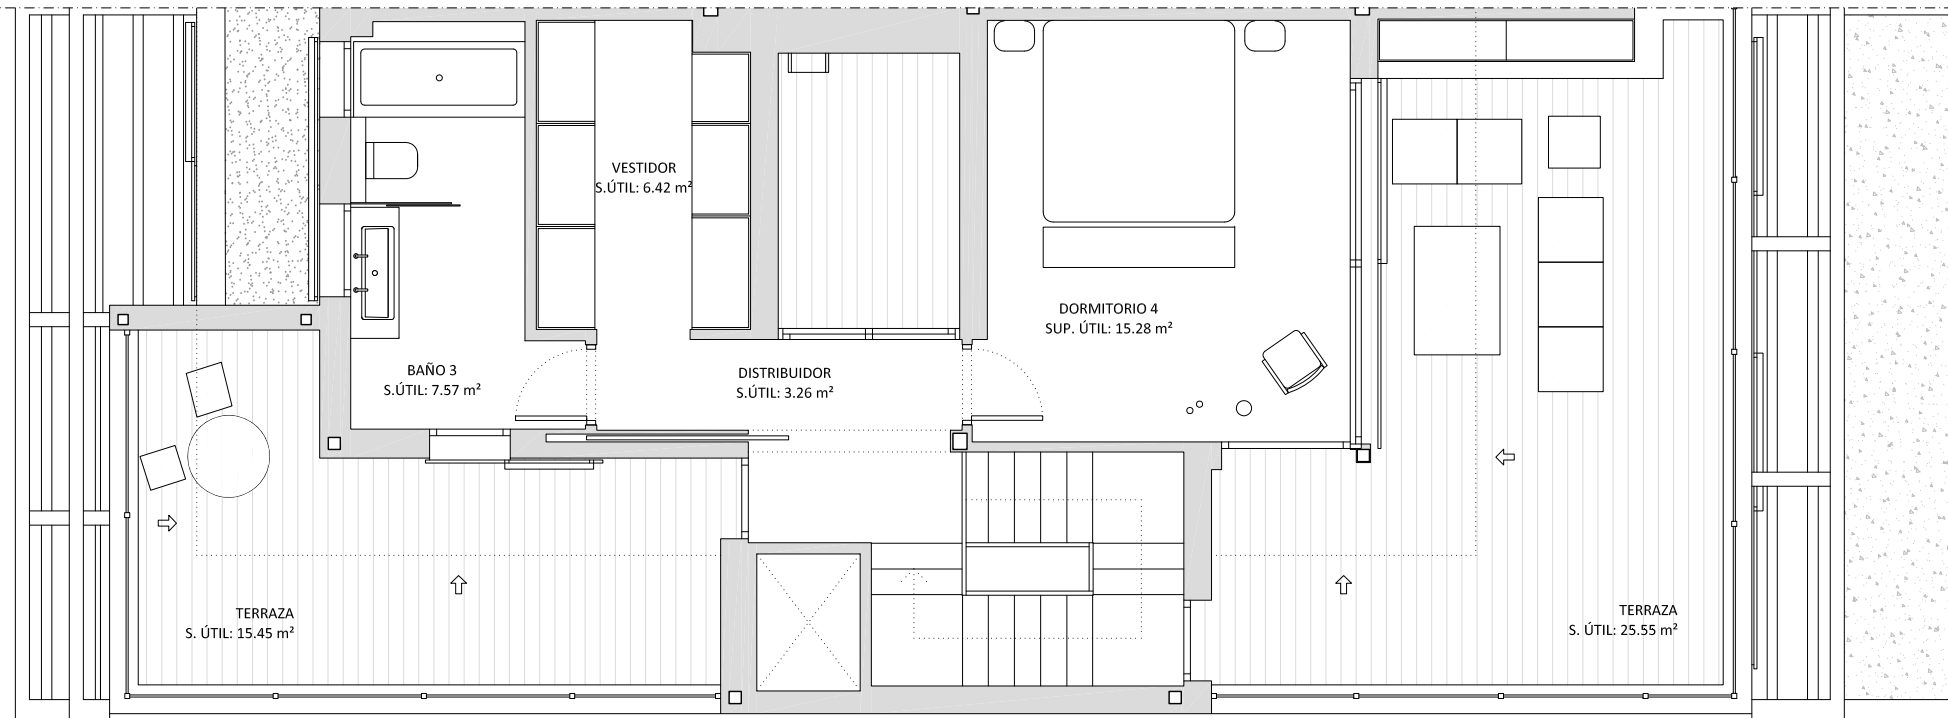 VESTIDOR
S.ÚTIL: 6.42 m²
DORMITORIO 4
SUP. ÚTIL: 15.28 m²
BAÑO 3
S.ÚTIL: 7.57 m²
DISTRIBUIDOR
S.ÚTIL: 3.26 m²
TERRAZA
S. ÚTIL: 15.45 m²
TERRAZA
S. ÚTIL: 25.55 m²